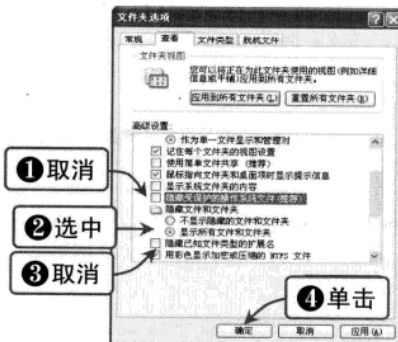 文件夹选项
常规 查看 文件类型 脱机文件
文件夹视图
您可以将正在为此文件夹使用的视图(例如详细
信息或平铺)应用到所有文件夹。
应用到所有文件夹(L) 重置所有文件夹(R)
高级设置:
作为单一文件显示和管理对
记住每个文件夹的视图设置
使用简单文件共享 (推荐)
鼠标指向文件夹和桌面项时显示提示信息
显示系统文件夹的内容
隐藏受保护的操作系统文件(推荐)
隐藏文件和文件夹
不显示隐藏的文件和文件夹
显示所有文件和文件夹
隐藏已知文件类型的扩展名
用彩色显示加密或压缩的 NTFS 文件
❶取消
❷选中
❸取消
❹单击
确定 取消 应用(A)